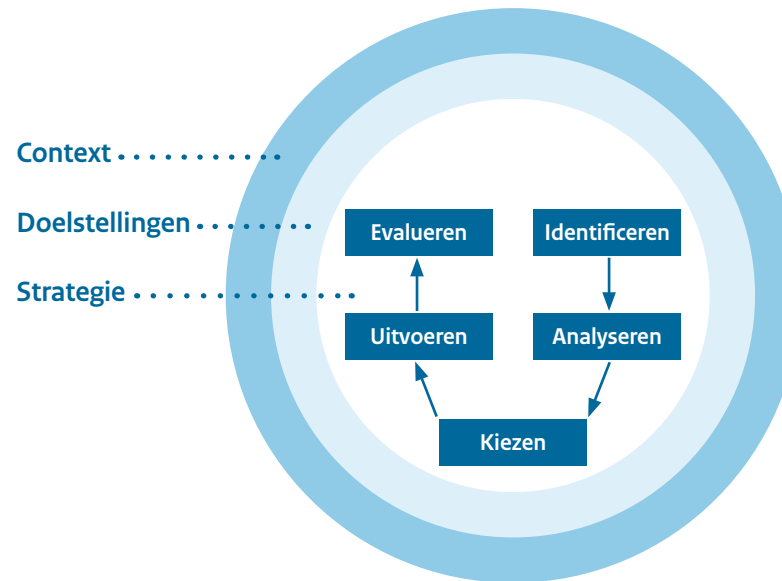 Context
Doelstellingen
Strategie
Evalueren
Identificeren
Uitvoeren
Analyseren
Kiezen